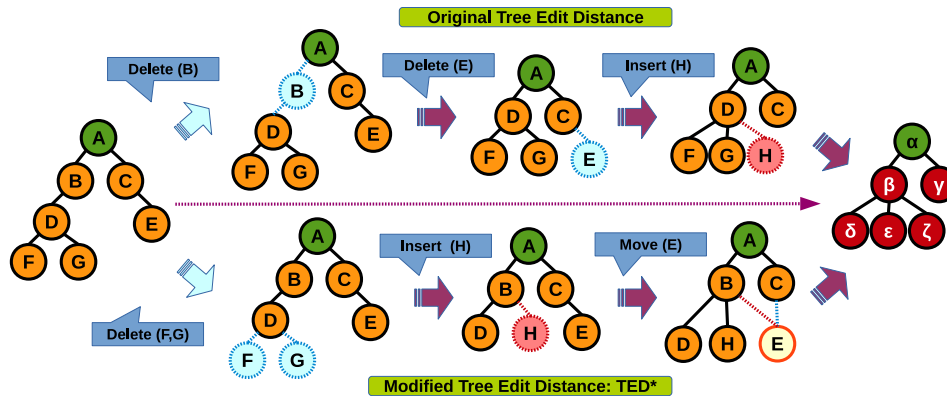 Original Tree Edit Distance
Delete (B)
Delete (E)
Insert (H)
A
B
C
D
E
F
G
A
B
C
D
E
F
G
A
D
C
F
G
E
A
D
C
F
G
H
α
β
γ
δ
ε
ζ
Delete (F,G)
Insert (H)
Move (E)
A
B
C
D
E
F
G
A
B
C
D
H
E
A
B
C
D
H
E
Modified Tree Edit Distance: TED*